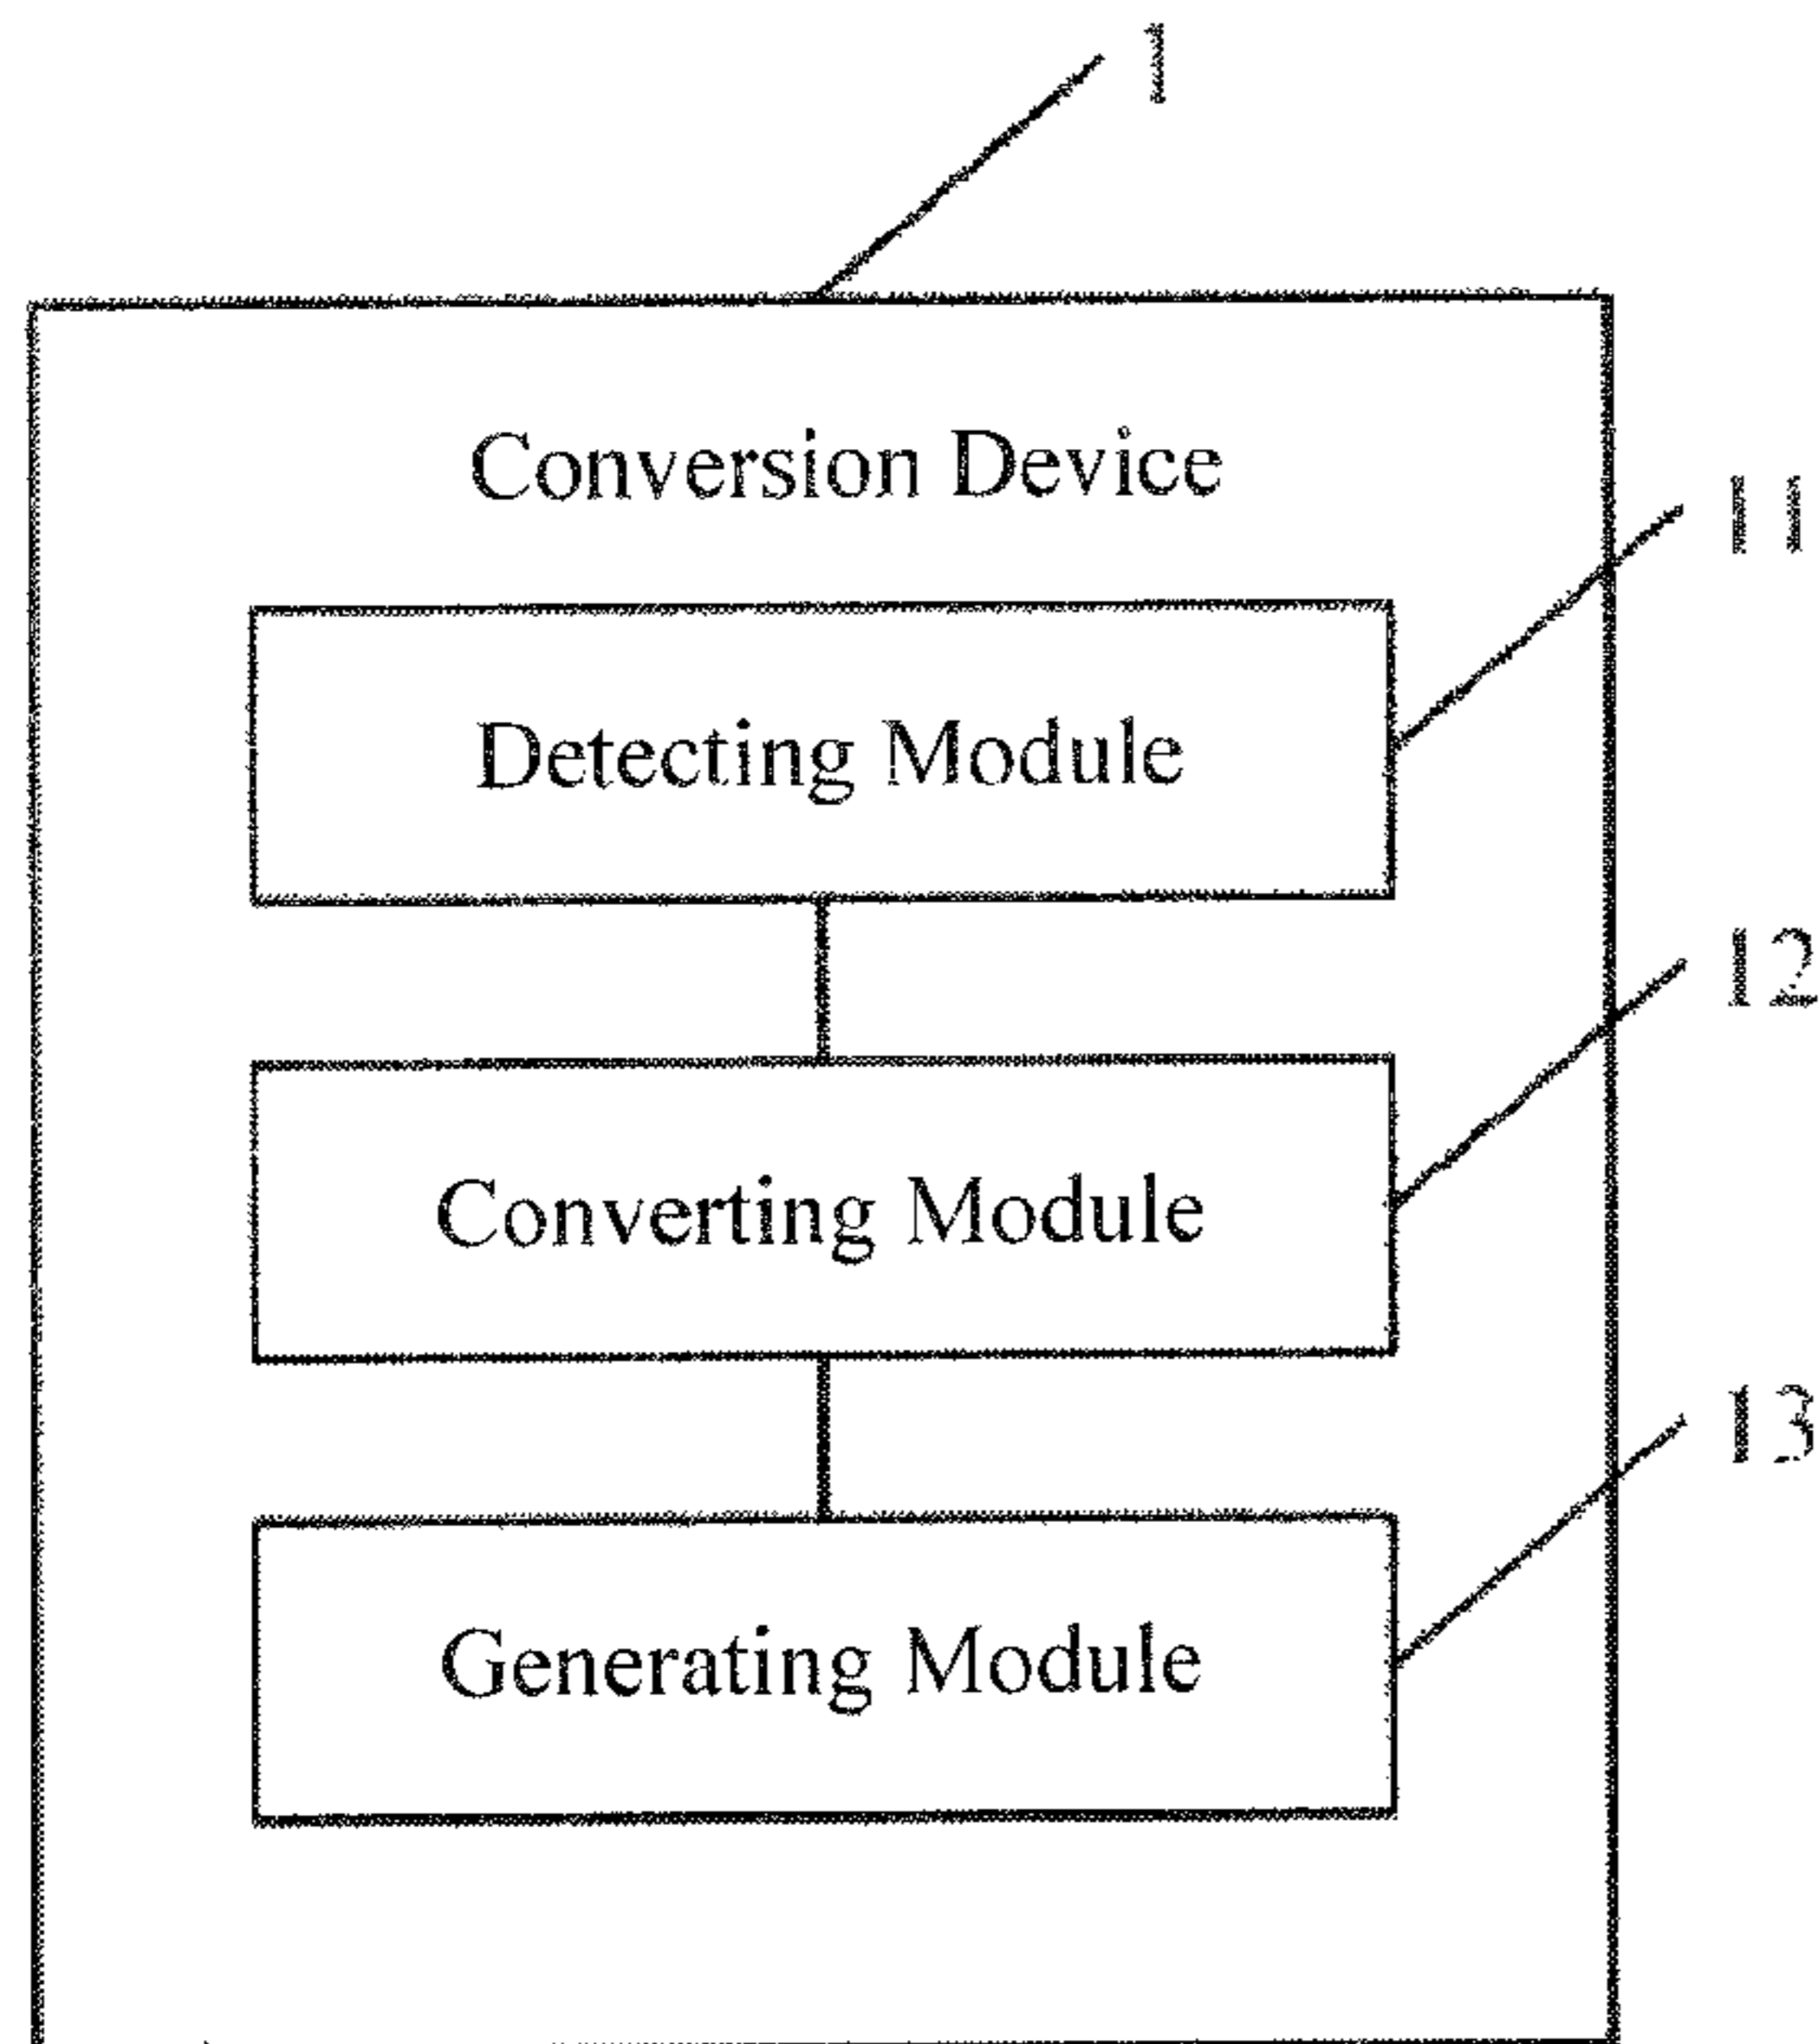 1
Conversion Device
11
Detecting Module
12
Converting Module
13
Generating Module